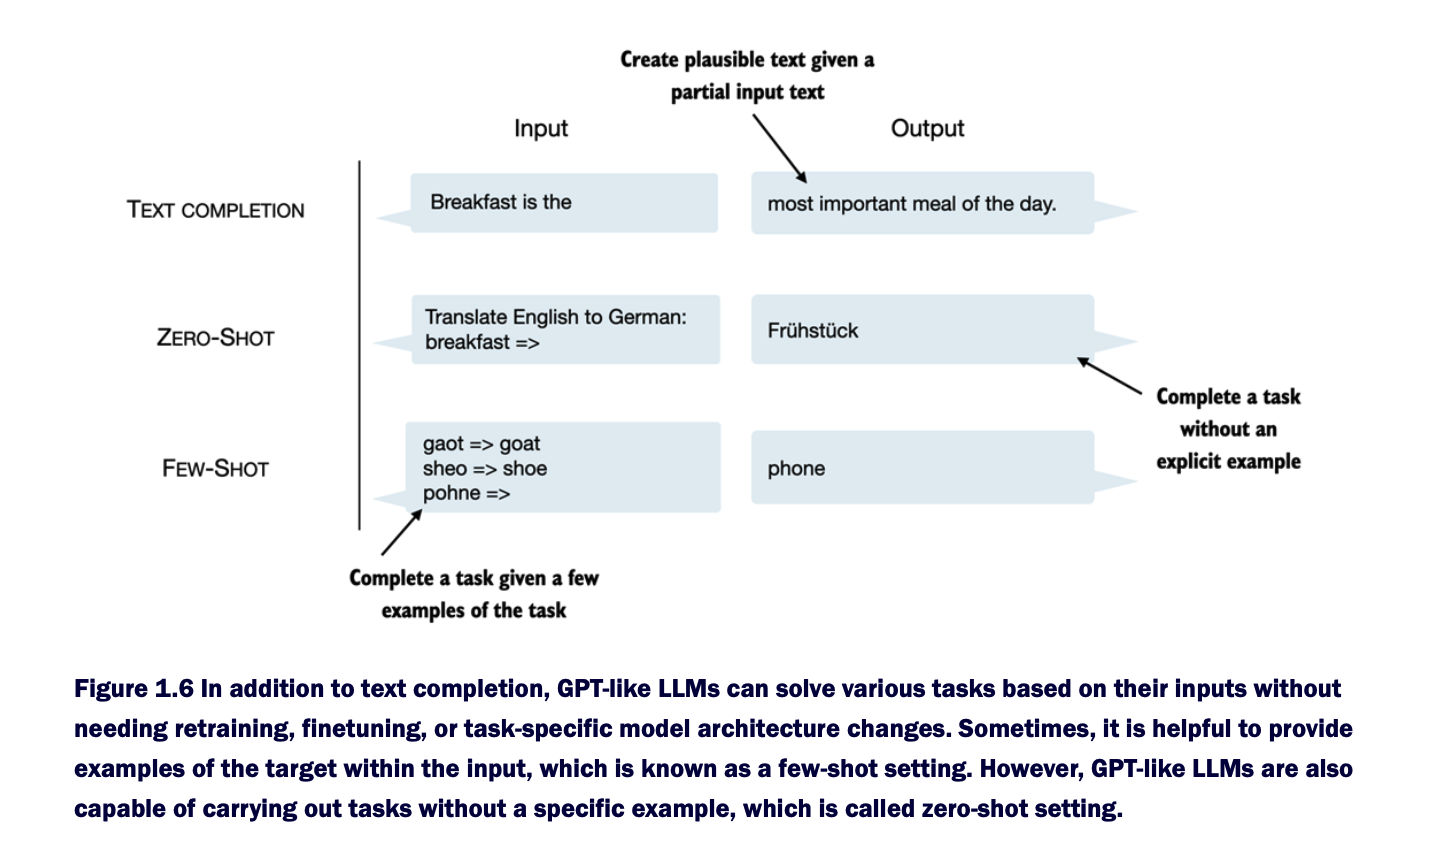 Create plausible text given a
partial input text
Input
Output
TEXT COMPLETION
Breakfast is the
most important meal of the day.
ZERO-SHOT
Translate English to German:
breakfast =>
Frühstück
Complete a task
without an
explicit example
FEW-SHOT
gaot => goat
sheo => shoe
pohne =>
phone
Complete a task given a few
examples of the task
Figure 1.6 In addition to text completion, GPT-like LLMs can solve various tasks based on their inputs without
needing retraining, finetuning, or task-specific model architecture changes. Sometimes, it is helpful to provide
examples of the target within the input, which is known as a few-shot setting. However, GPT-like LLMs are also
capable of carrying out tasks without a specific example, which is called zero-shot setting.